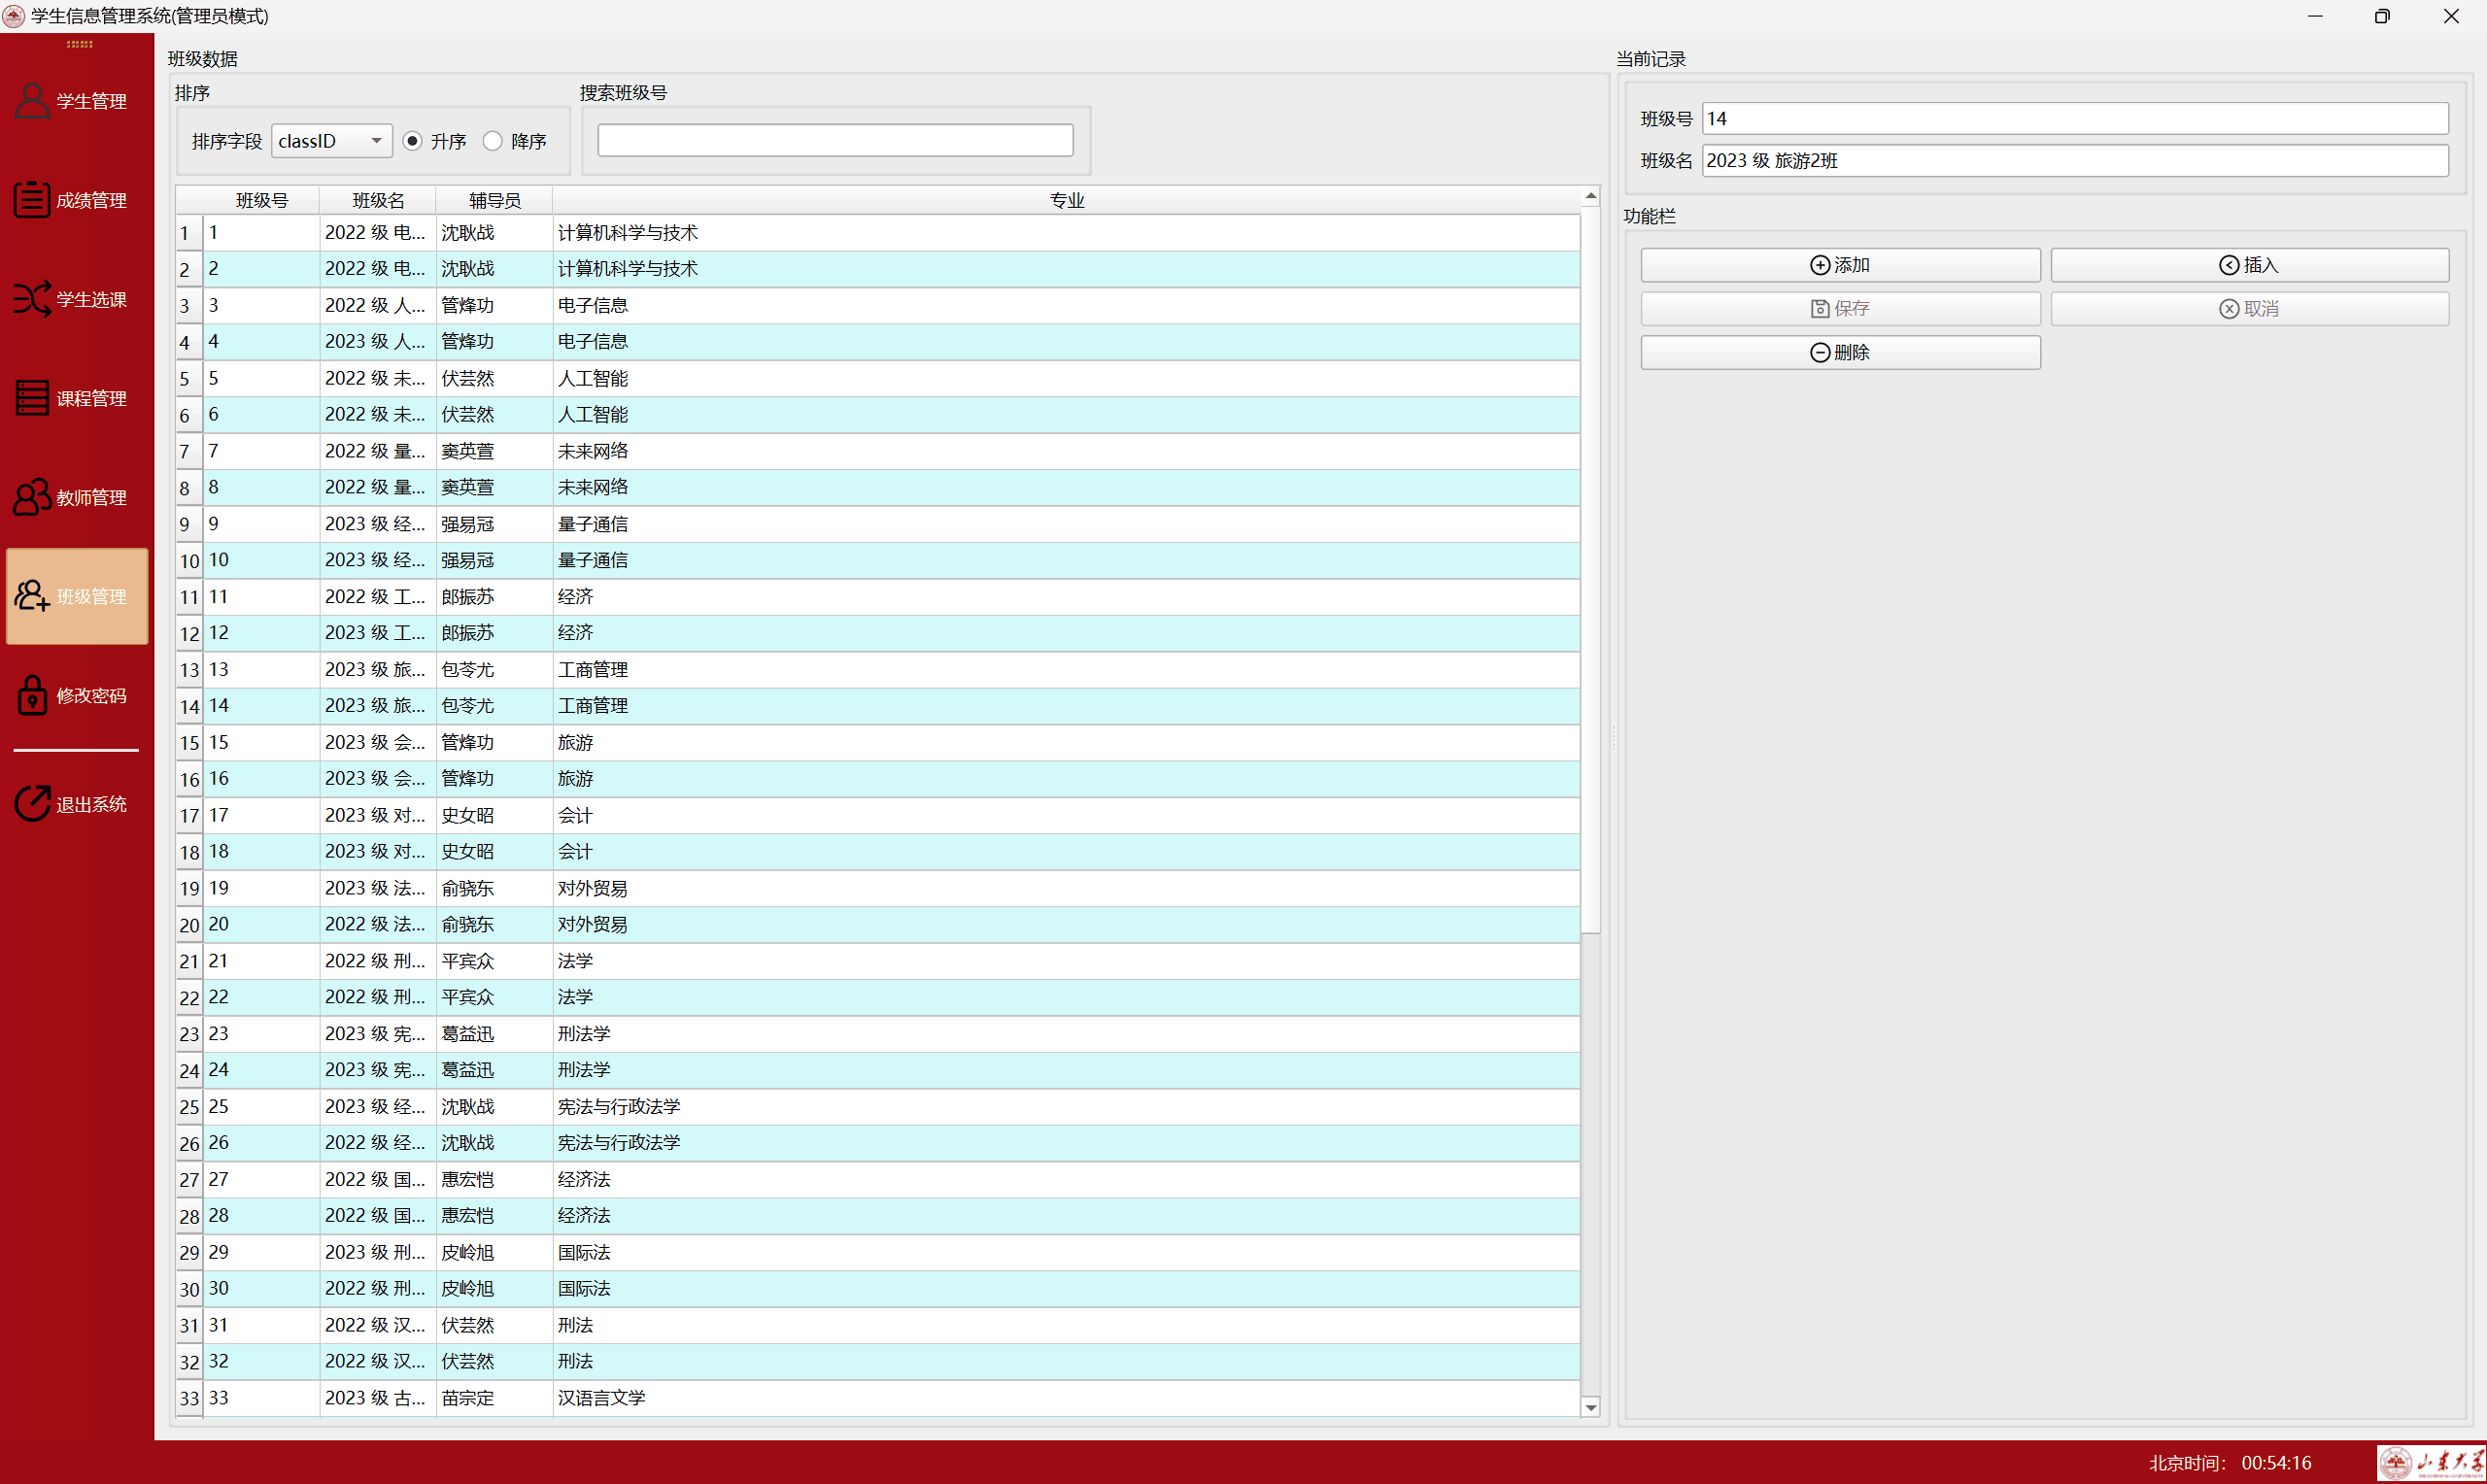 学生信息管理系统(管理员模式)
学生管理
成绩管理
学生选课
课程管理
教师管理
班级管理
修改密码
退出系统
班级数据
排序
排序字段 classID 升序 降序
搜索班级号
班级号 班级名 辅导员 专业
1 1 2022 级 电... 沈耿战 计算机科学与技术
2 2 2022 级 电... 沈耿战 计算机科学与技术
3 3 2022 级 人... 管烽功 电子信息
4 4 2023 级 人... 管烽功 电子信息
5 5 2022 级 未... 伏芸然 人工智能
6 6 2022 级 未... 伏芸然 人工智能
7 7 2022 级 量... 窦英萱 未来网络
8 8 2022 级 量... 窦英萱 未来网络
9 9 2023 级 经... 强易冠 量子通信
10 10 2023 级 经... 强易冠 量子通信
11 11 2022 级 工... 郎振苏 经济
12 12 2023 级 工... 郎振苏 经济
13 13 2023 级 旅... 包苓尤 工商管理
14 14 2023 级 旅... 包苓尤 工商管理
15 15 2023 级 会... 管烽功 旅游
16 16 2023 级 会... 管烽功 旅游
17 17 2023 级 对... 史女昭 会计
18 18 2023 级 对... 史女昭 会计
19 19 2023 级 法... 俞骁东 对外贸易
20 20 2022 级 法... 俞骁东 对外贸易
21 21 2022 级 刑... 平宾众 法学
22 22 2022 级 刑... 平宾众 法学
23 23 2023 级 宪... 葛益迅 刑法学
24 24 2023 级 宪... 葛益迅 刑法学
25 25 2023 级 经... 沈耿战 宪法与行政法学
26 26 2022 级 经... 沈耿战 宪法与行政法学
27 27 2022 级 国... 惠宏恺 经济法
28 28 2022 级 国... 惠宏恺 经济法
29 29 2023 级 刑... 皮岭旭 国际法
30 30 2022 级 刑... 皮岭旭 国际法
31 31 2022 级 汉... 伏芸然 刑法
32 32 2022 级 汉... 伏芸然 刑法
33 33 2023 级 古... 苗宗定 汉语言文学
当前记录
班级号 14
班级名 2023 级 旅游2班
功能栏
添加 插入
保存 取消
删除
北京时间： 00:54:16
山东大学